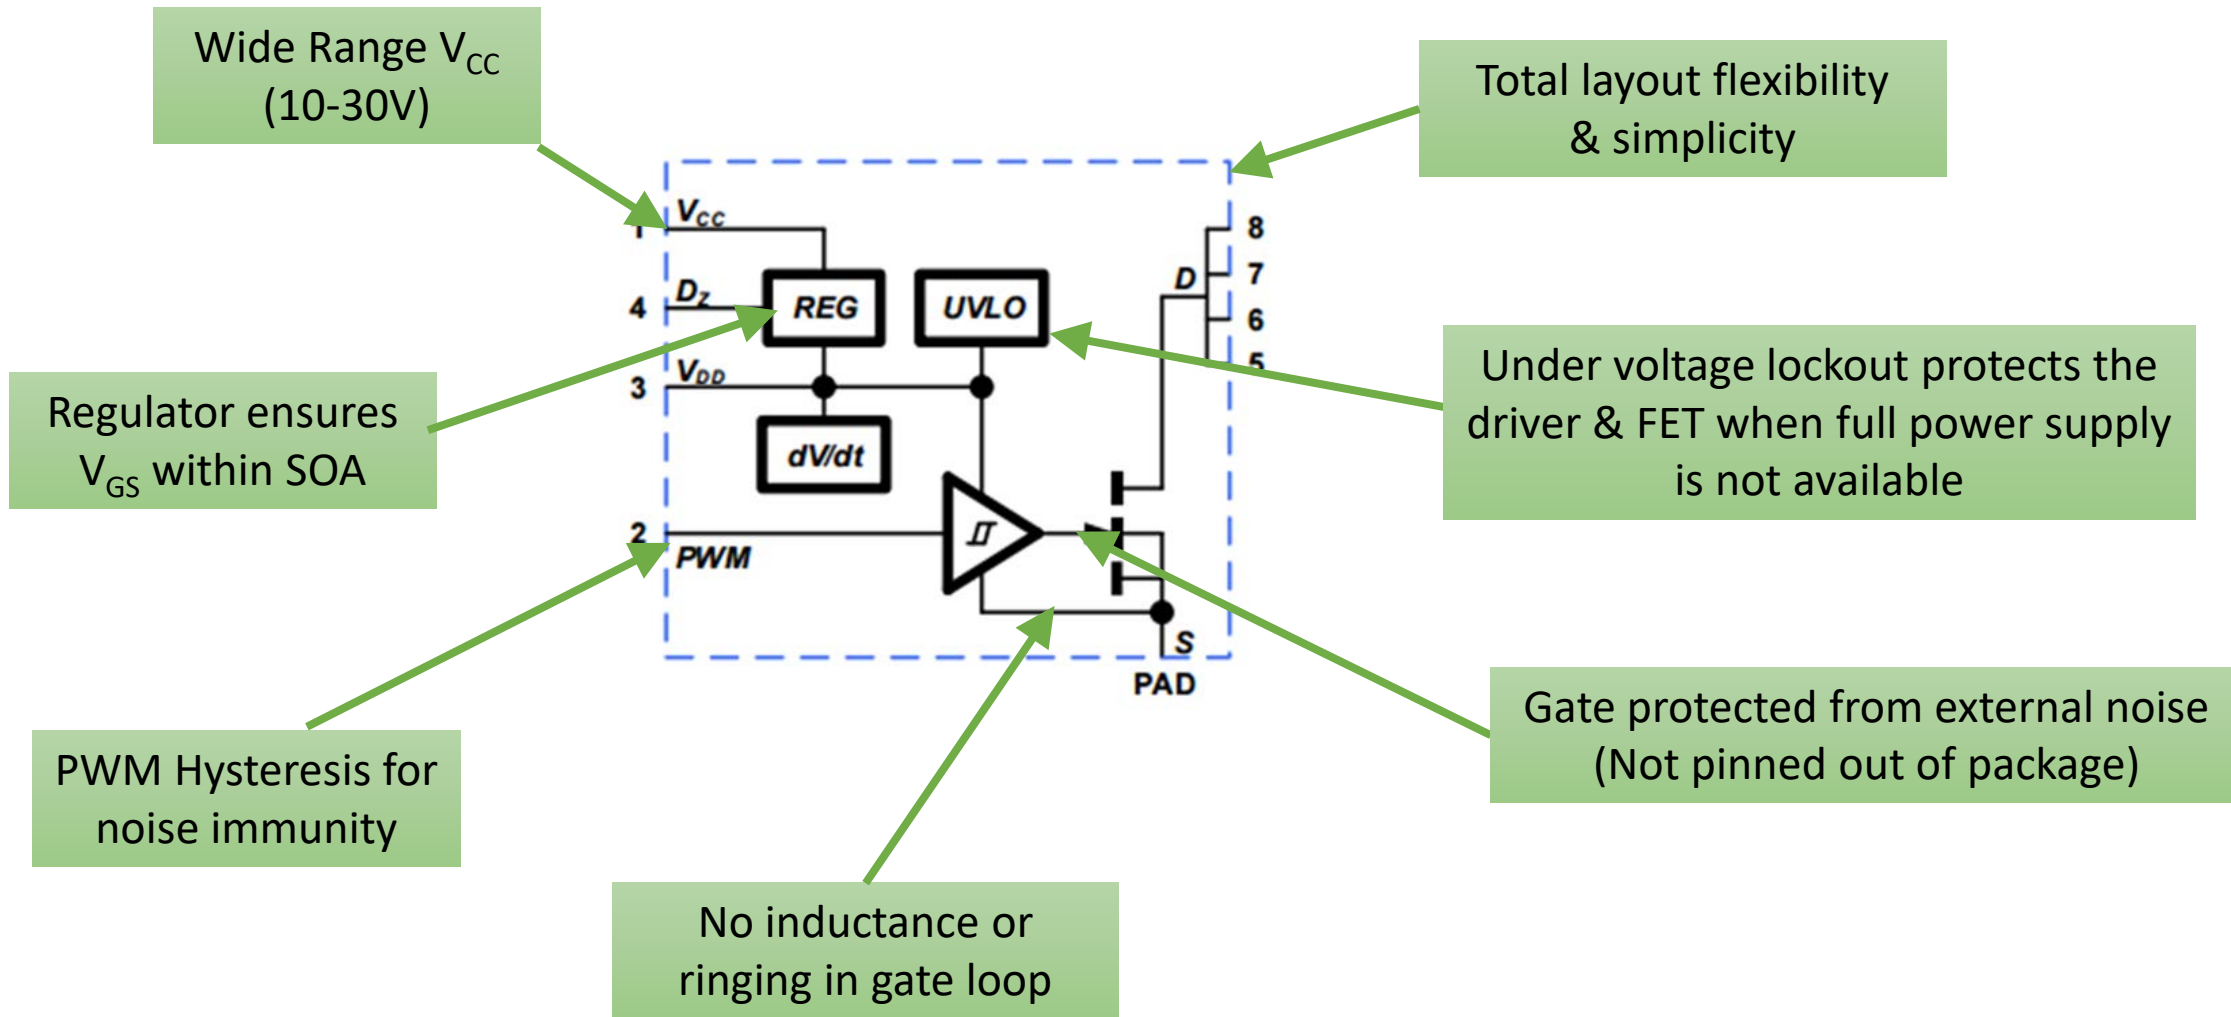 Wide Range VCC
(10-30V)
Total layout flexibility
& simplicity
VCC
1
8
DZ
4
REG
UVLO
D
7
6
5
VDD
3
Regulator ensures
VGS within SOA
dV/dt
Under voltage lockout protects the
driver & FET when full power supply
is not available
2
PWM
S
PAD
Gate protected from external noise
(Not pinned out of package)
PWM Hysteresis for
noise immunity
No inductance or
ringing in gate loop